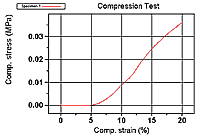 Specimen 1
Compression Test
Comp. stress (MPa)
0.03
0.02
0.01
0.00
0 5 10 15 20
Comp. strain (%)